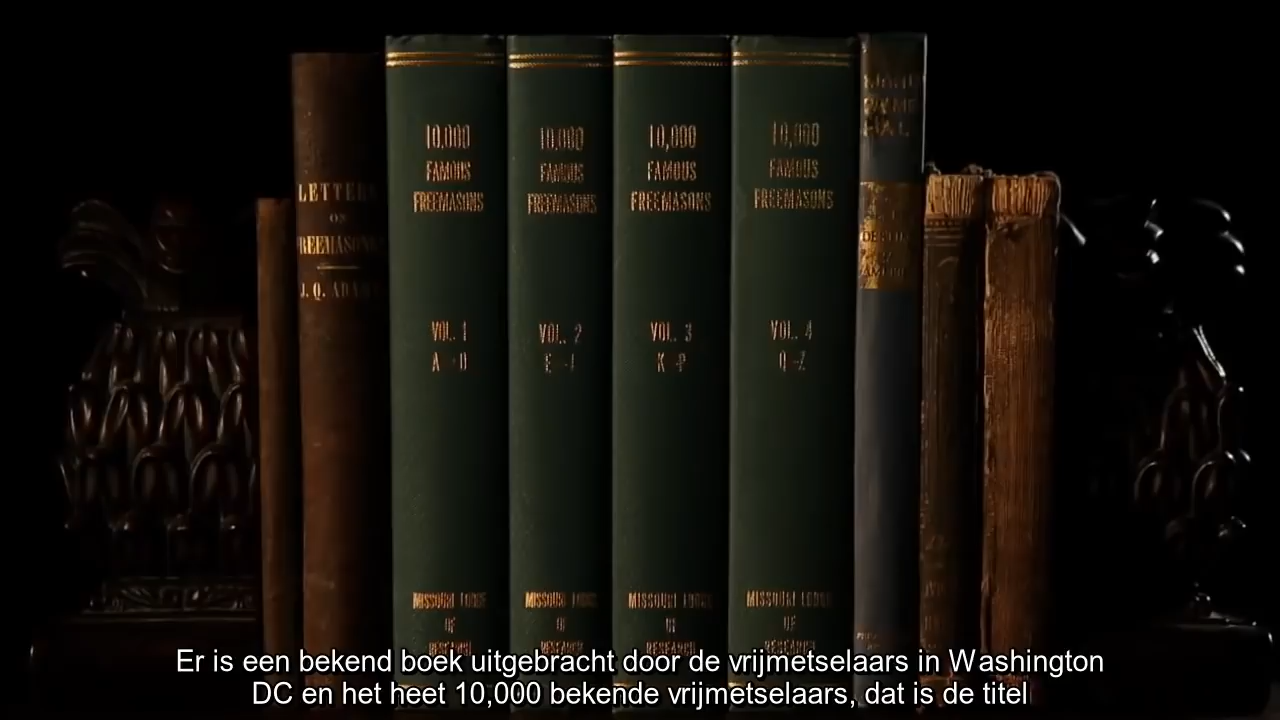 LETTERS
ON
FREEMASONRY
J. Q. ADAMS
10,000
FAMOUS
FREEMASONS
VOL. 1
A - D
MISSOURI LODGE
OF
RESEARCH
10,000
FAMOUS
FREEMASONS
VOL. 2
E - J
MISSOURI LODGE
OF
RESEARCH
10,000
FAMOUS
FREEMASONS
VOL. 3
K - P
MISSOURI LODGE
OF
RESEARCH
10,000
FAMOUS
FREEMASONS
VOL. 4
Q - Z
MISSOURI LODGE
OF
RESEARCH
Er is een bekend boek uitgebracht door de vrijmetselaars in Washington
DC en het heet 10,000 bekende vrijmetselaars, dat is de titel